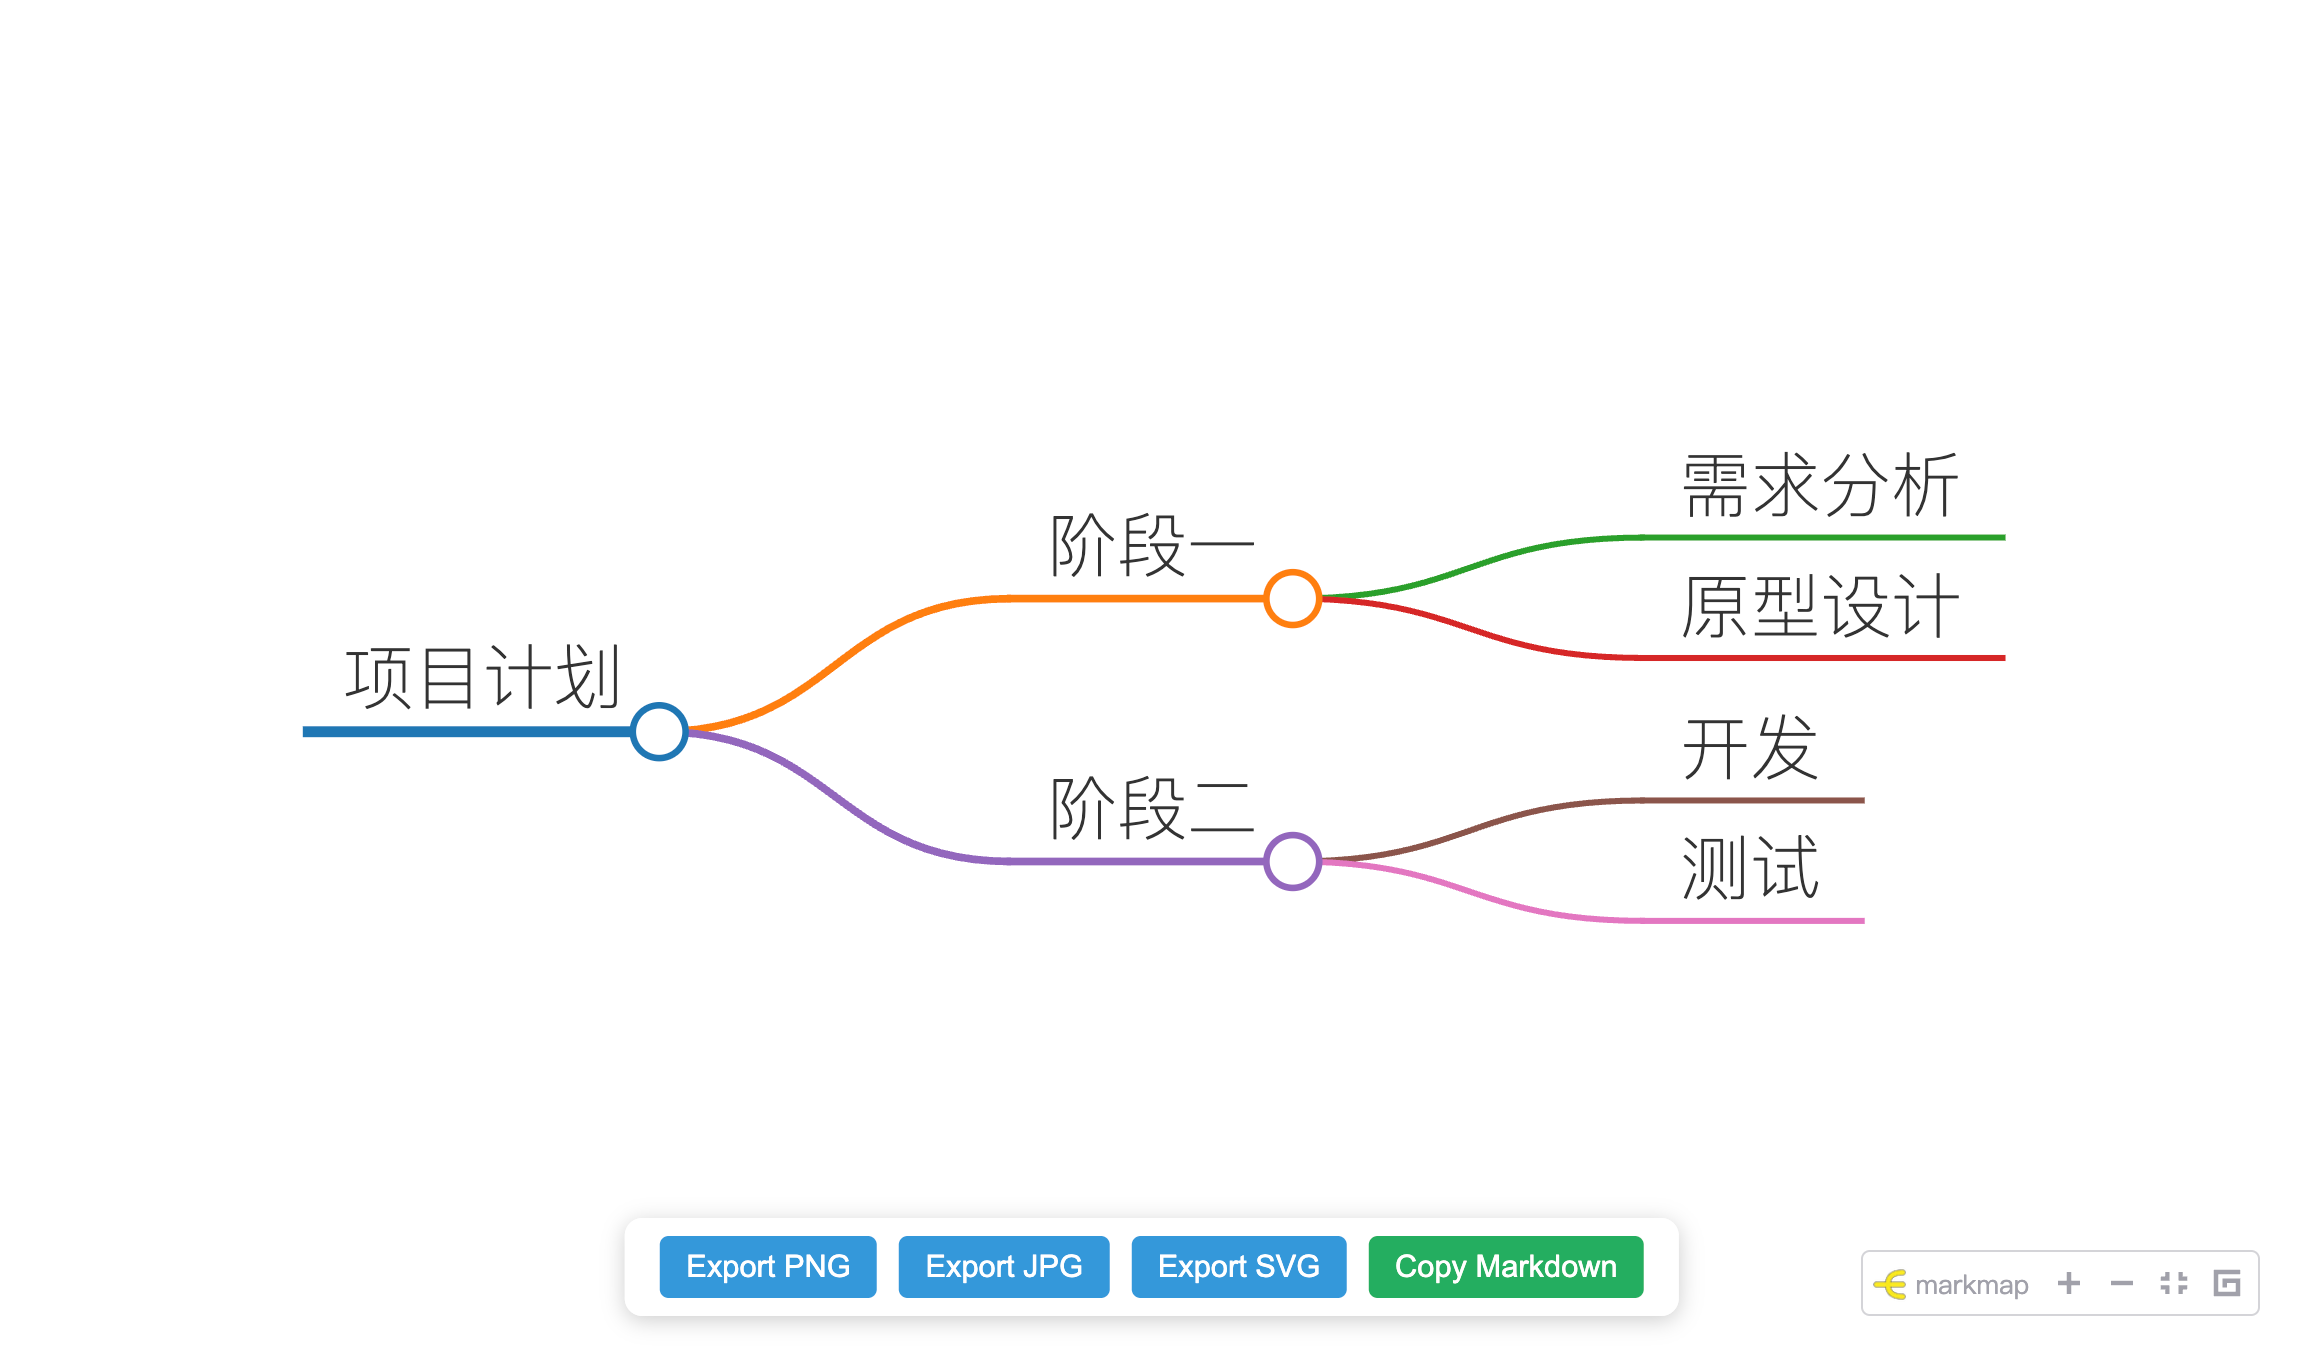 项目计划
阶段一
需求分析
原型设计
阶段二
开发
测试
Export PNG
Export JPG
Export SVG
Copy Markdown
markmap